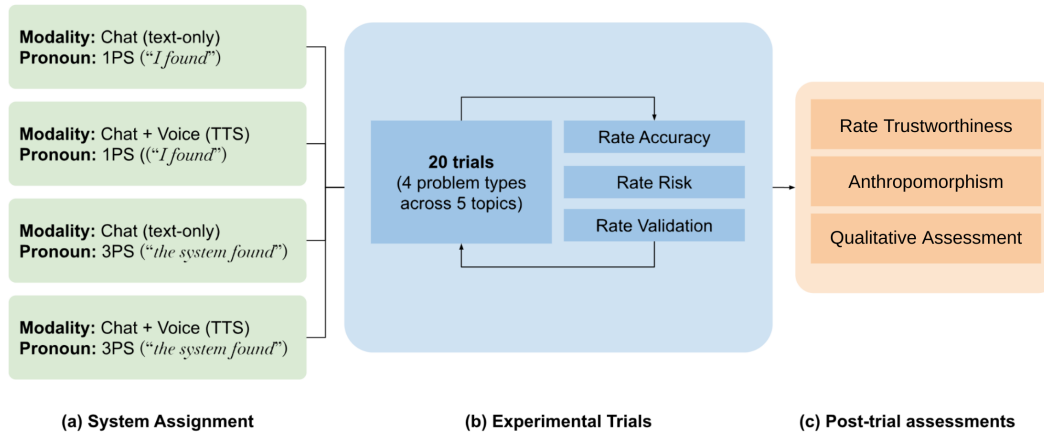 Modality: Chat (text-only)
Pronoun: 1PS (“I found”)
Modality: Chat + Voice (TTS)
Pronoun: 1PS ((“I found”)
Modality: Chat (text-only)
Pronoun: 3PS (“the system found”)
Modality: Chat + Voice (TTS)
Pronoun: 3PS (“the system found”)
(a) System Assignment
20 trials
(4 problem types
across 5 topics)
Rate Accuracy
Rate Risk
Rate Validation
(b) Experimental Trials
Rate Trustworthiness
Anthropomorphism
Qualitative Assessment
(c) Post-trial assessments